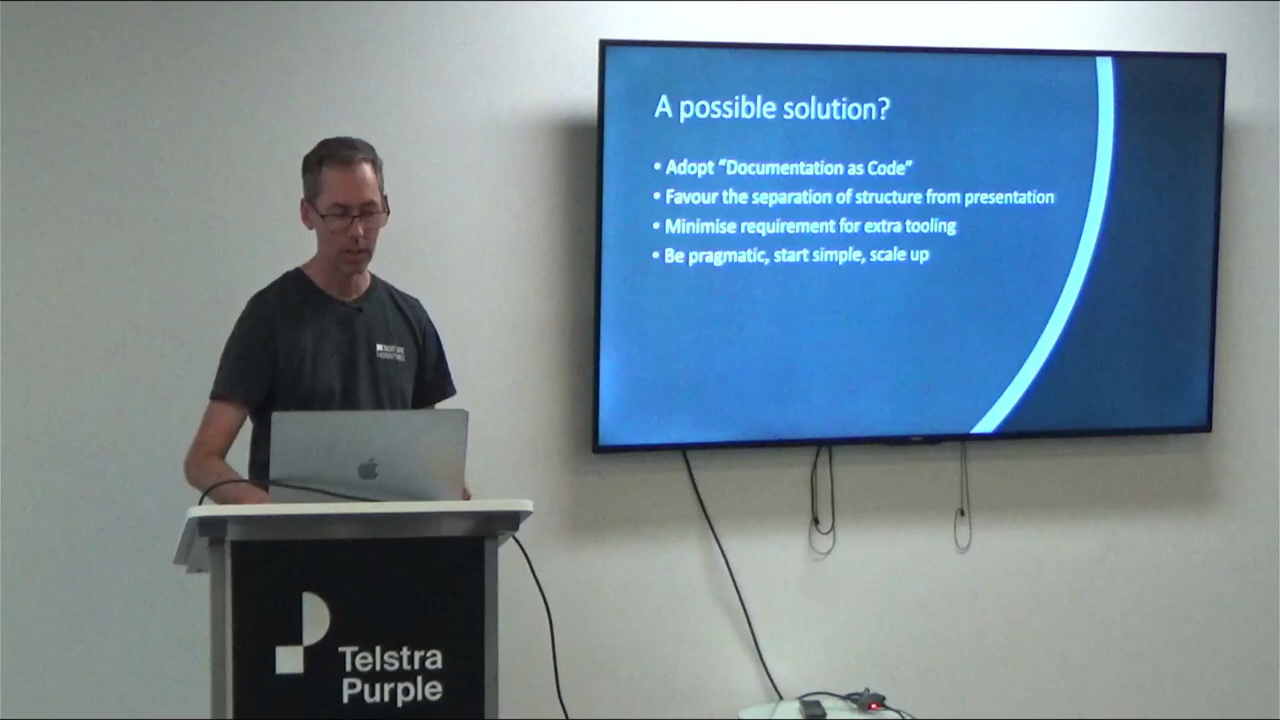 A possible solution?
• Adopt “Documentation as Code”
• Favour the separation of structure from presentation
• Minimise requirement for extra tooling
• Be pragmatic, start simple, scale up
Telstra
Purple